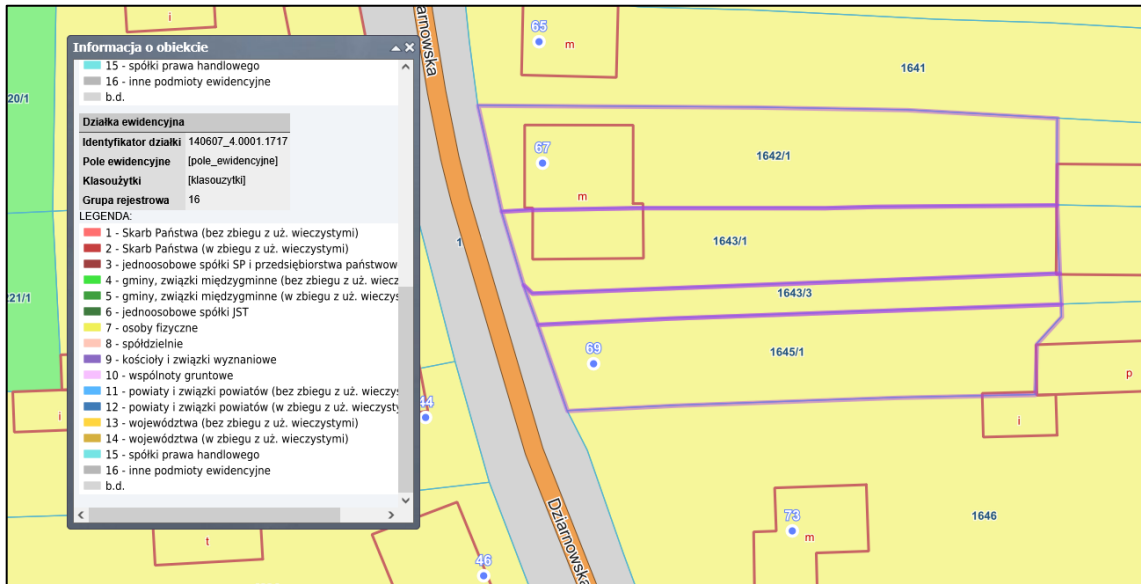 Informacja o obiekcie
15 - spółki prawa handlowego
16 - inne podmioty ewidencyjne
b.d.
Działka ewidencyjna
Identyfikator działki 140607_4.0001.1717
Pole ewidencyjne [pole_ewidencyjne]
Klasoużytki [klasouzytki]
Grupa rejestrowa 16
LEGENDA:
1 - Skarb Państwa (bez zbiegu z uż. wieczystymi)
2 - Skarb Państwa (w zbiegu z uż. wieczystymi)
3 - jednoosobowe spółki SP i przedsiębiorstwa państwow
4 - gminy, związki międzygminne (bez zbiegu z uż. wiecz
5 - gminy, związki międzygminne (w zbiegu z uż. wieczys
6 - jednoosobowe spółki JST
7 - osoby fizyczne
8 - spółdzielnie
9 - kościoły i związki wyznaniowe
10 - wspólnoty gruntowe
11 - powiaty i związki powiatów (bez zbiegu z uż. wieczys
12 - powiaty i związki powiatów (w zbiegu z uż. wieczyst
13 - województwa (bez zbiegu z uż. wieczystymi)
14 - województwa (w zbiegu z uż. wieczystymi)
15 - spółki prawa handlowego
16 - inne podmioty ewidencyjne
b.d.
i
20/1
21/1
i
t
44
46
1
arnowska
Dziarnowska
65
m
1641
67
m
1642/1
1643/1
1643/3
69
1645/1
p
i
73
m
1646